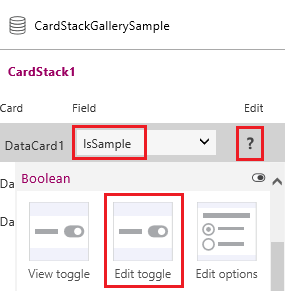 CardStackGallerySample
CardStack1
Card Field Edit
DataCard1 IsSample ?
Da Boolean
View toggle Edit toggle Edit options
Da